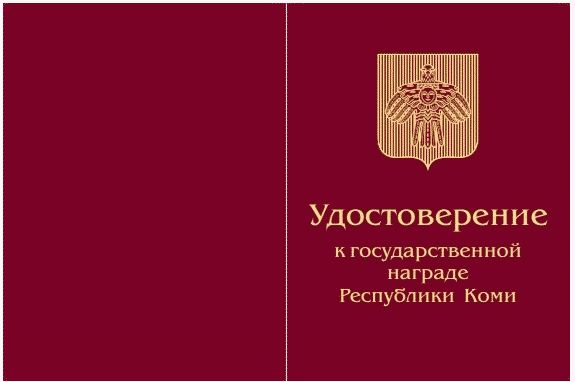 Удостоверение
к государственной
награде
Республики Коми